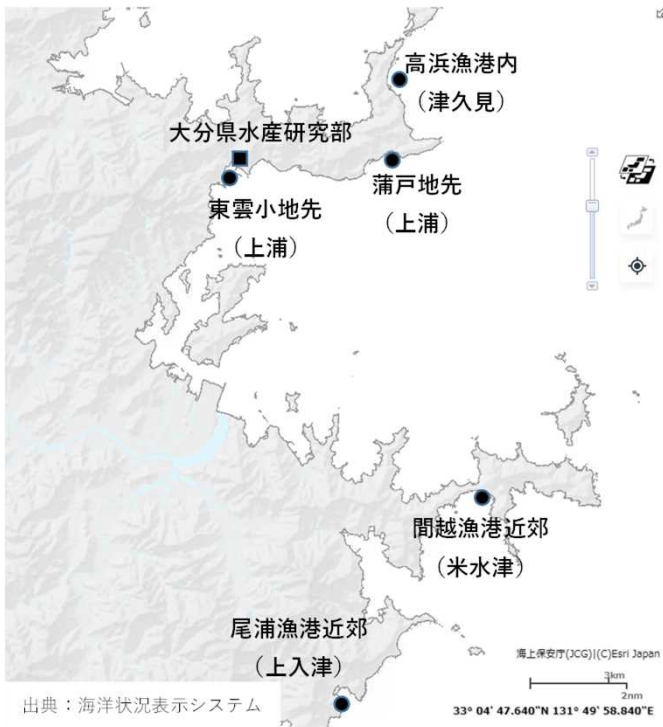 高浜漁港内
（津久見）
大分県水産研究部
東雲小地先
（上浦）
蒲戸地先
（上浦）
間越漁港近郊
（米水津）
尾浦漁港近郊
（上入津）
海上保安庁(JCG)|(C)Esri Japan
3km
2nm
出典：海洋状況表示システム
33° 04' 47.640"N 131° 49' 58.840"E